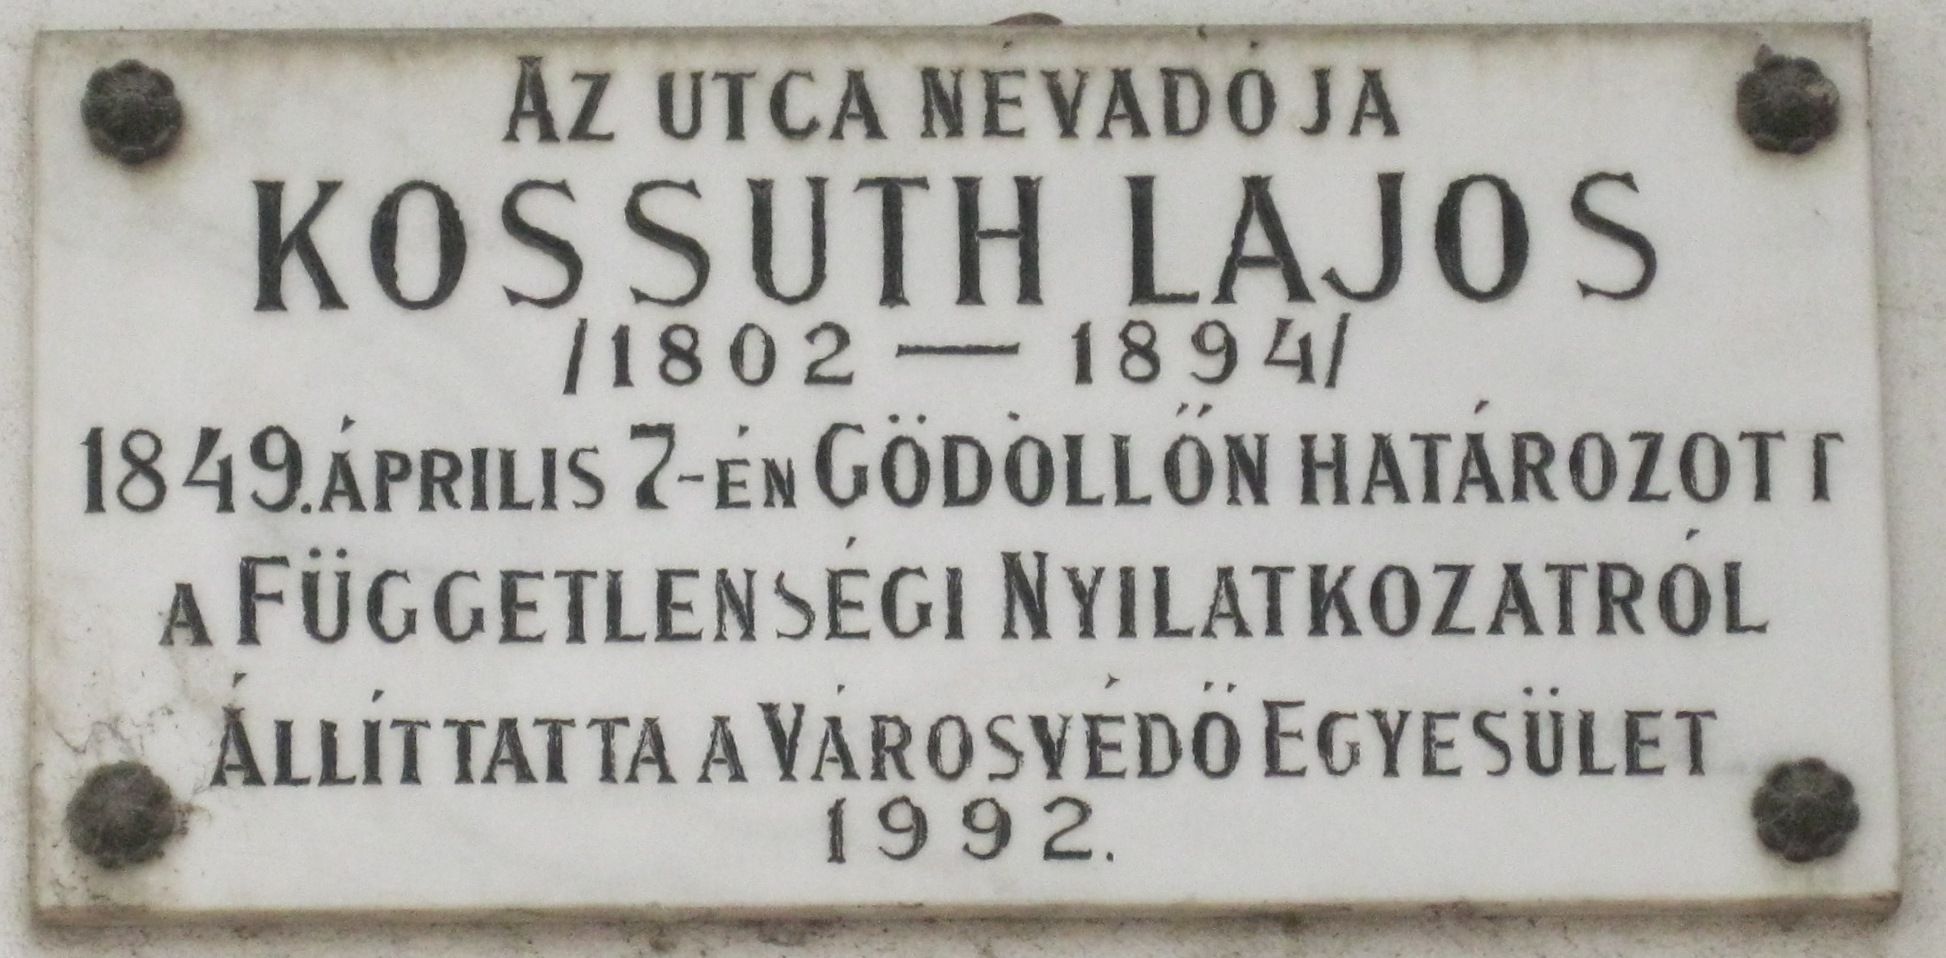 AZ UTCA NÉVADÓJA
KOSSUTH LAJOS
/1802 — 1894/
1849. ÁPRILIS 7-ÉN GÖDÖLLŐN HATÁROZOTT
A FÜGGETLENSÉGI NYILATKOZATRÓL
ÁLLÍTTATTA A VÁROSVÉDŐ EGYESÜLET
1992.